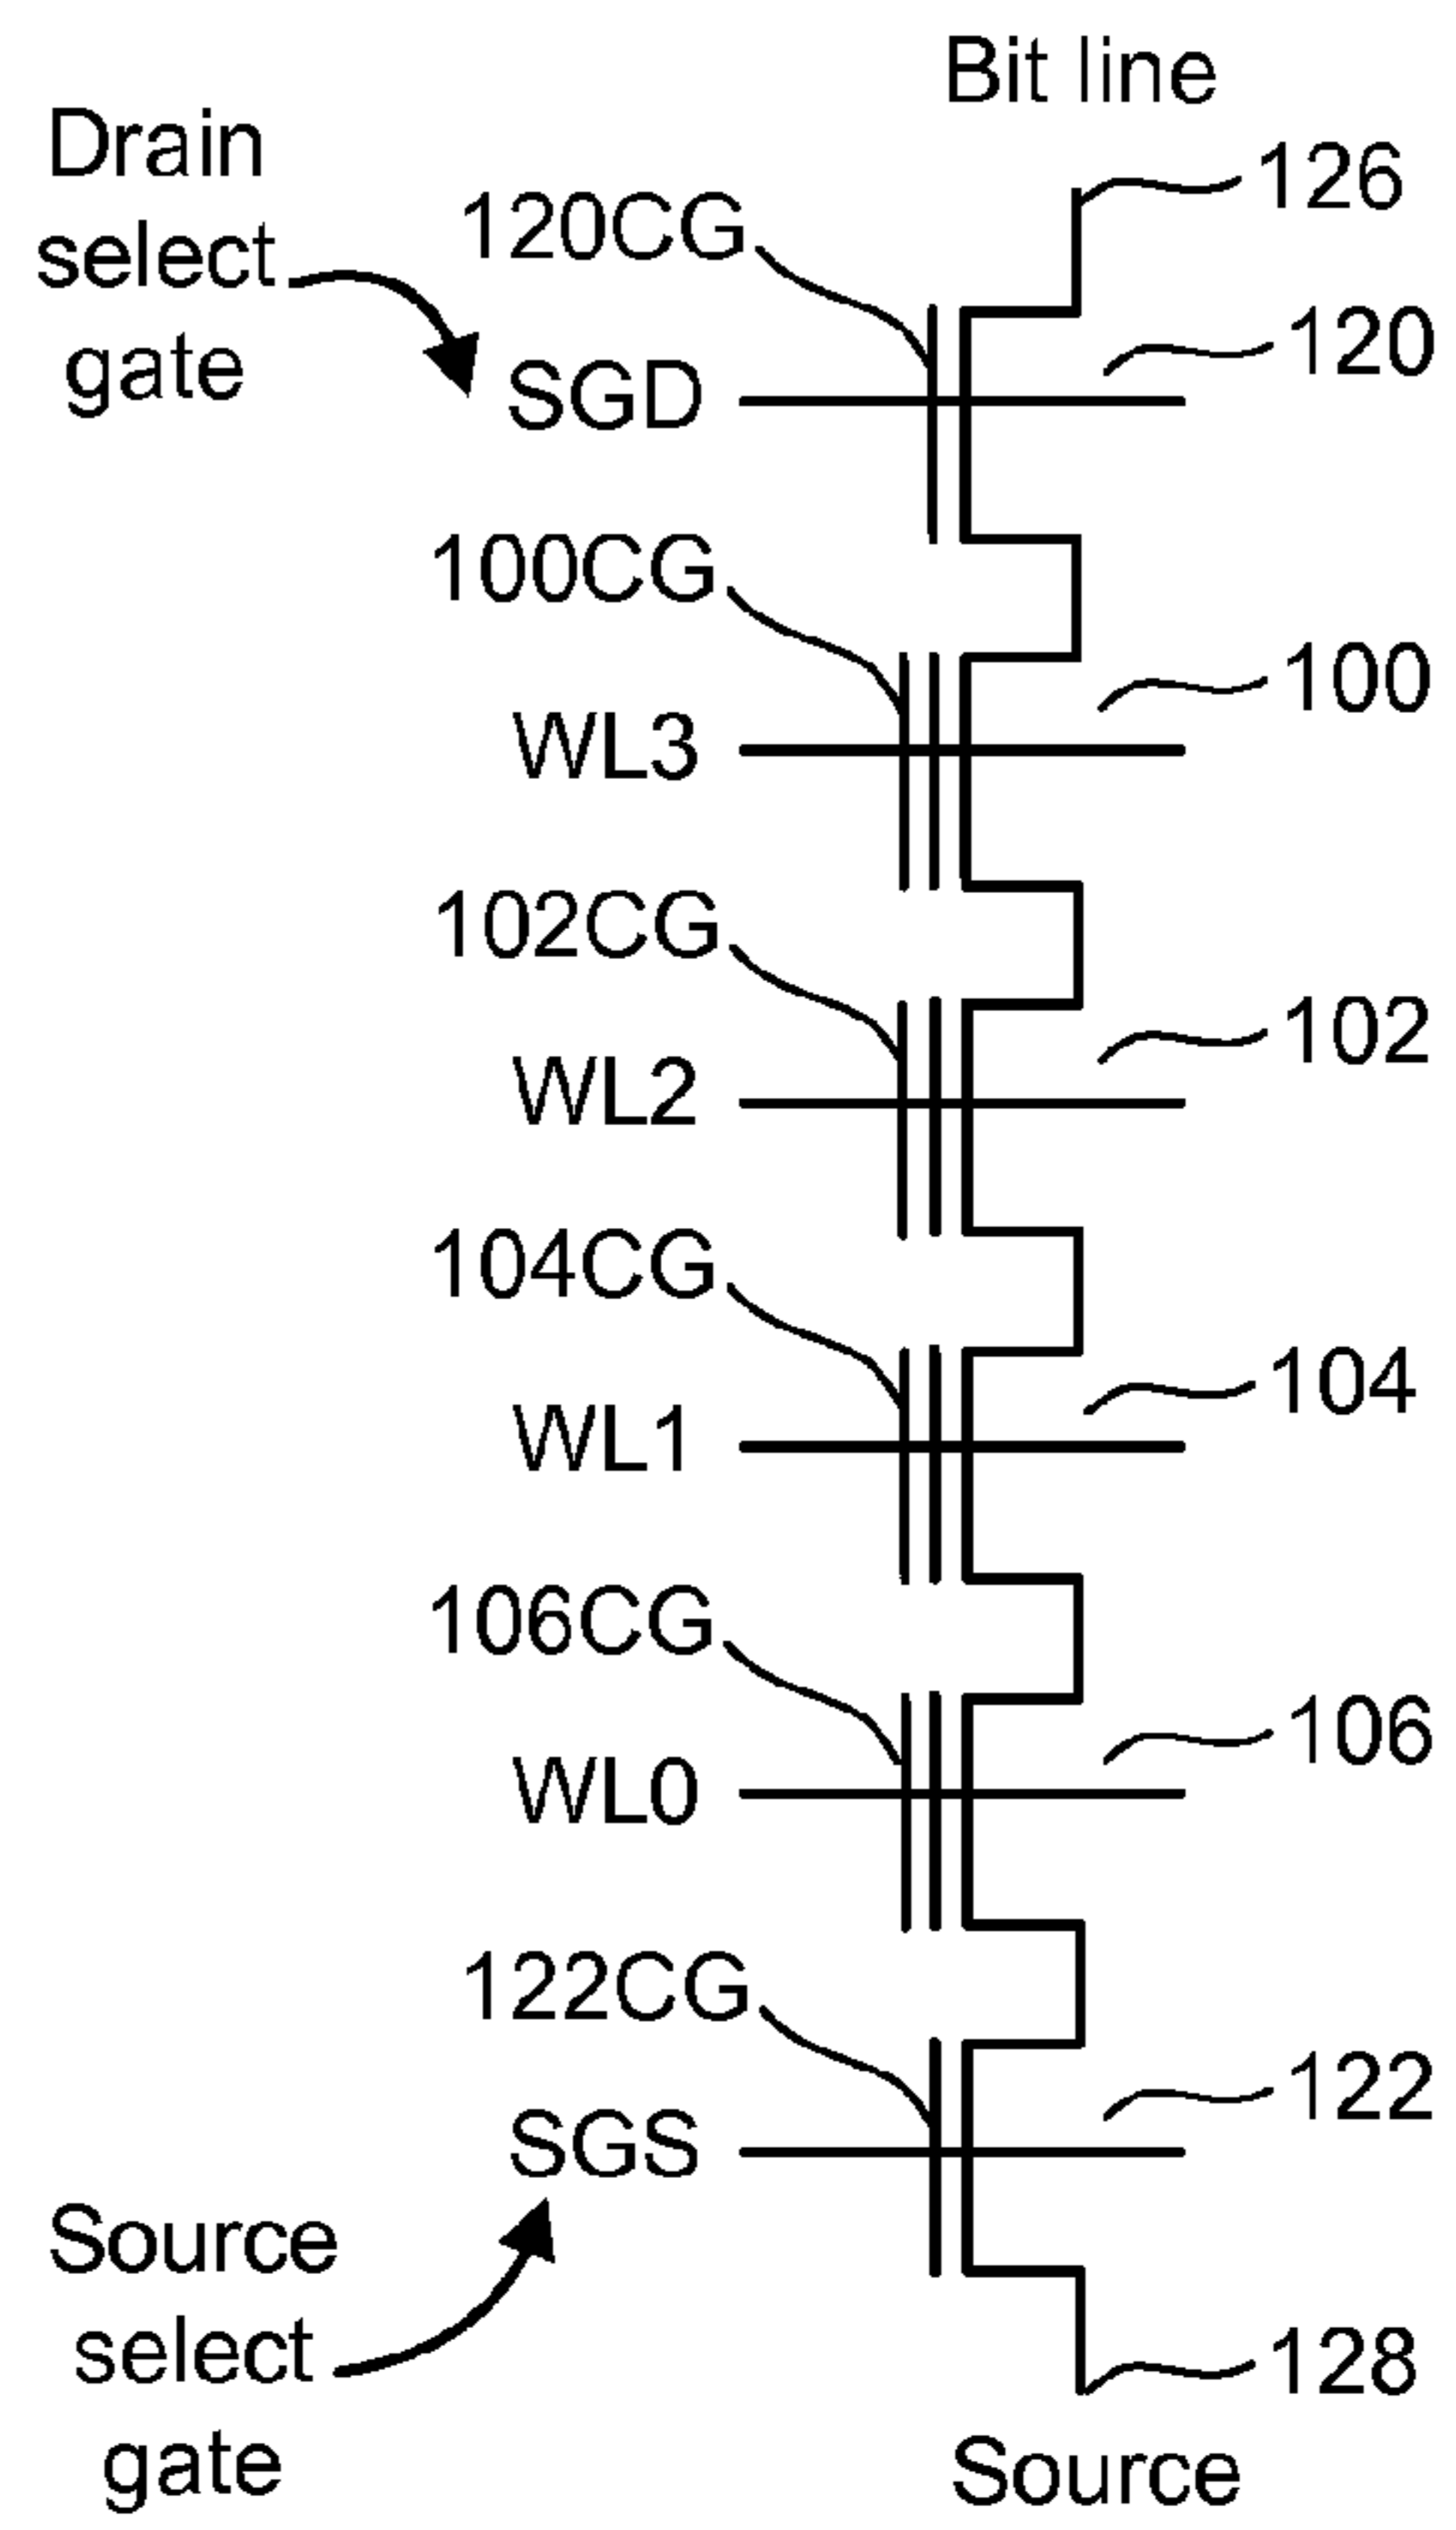 Bit line
126
Drain
select
gate
120CG
120
SGD
100CG
100
WL3
102CG
102
WL2
104CG
104
WL1
106CG
106
WL0
122CG
122
SGS
Source
select
gate
128
Source